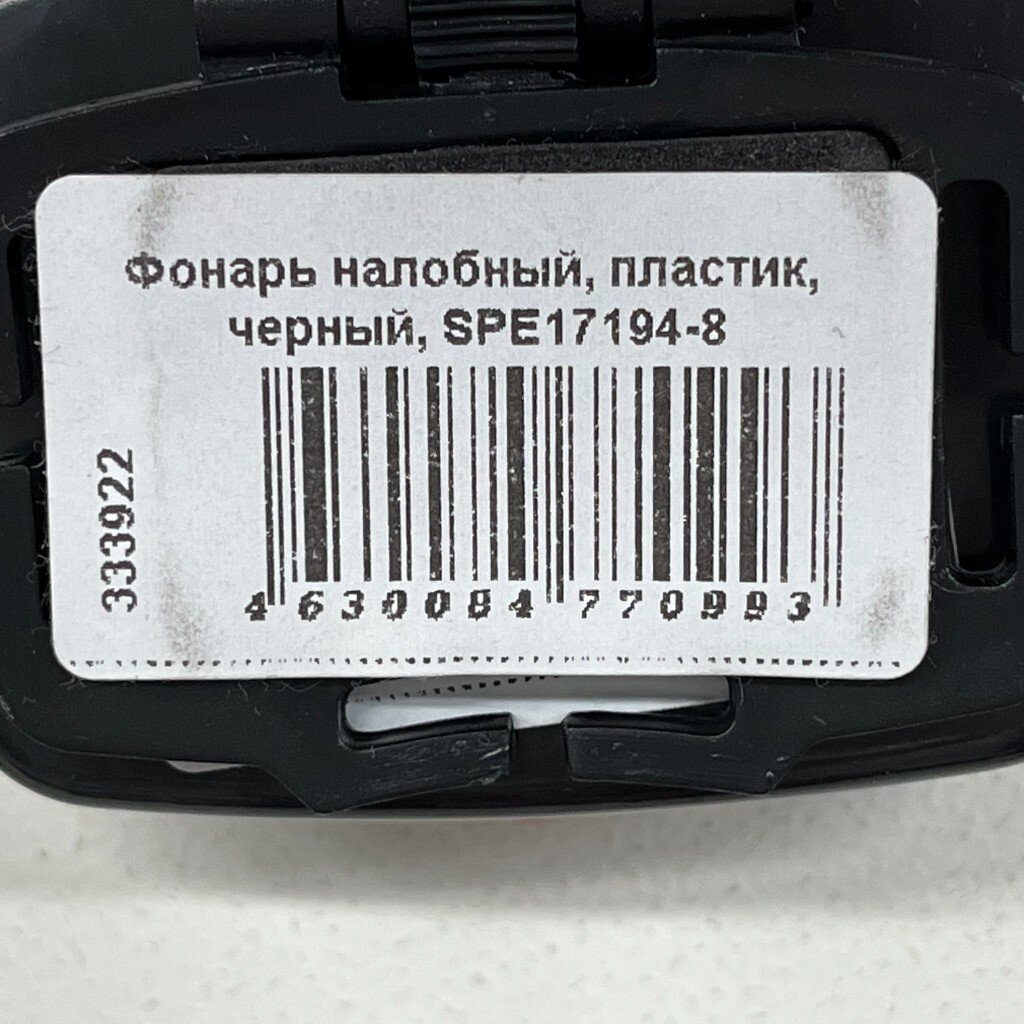 Фонарь налобный, пластик,
черный, SPE17194-8
333922
4 630084 770993